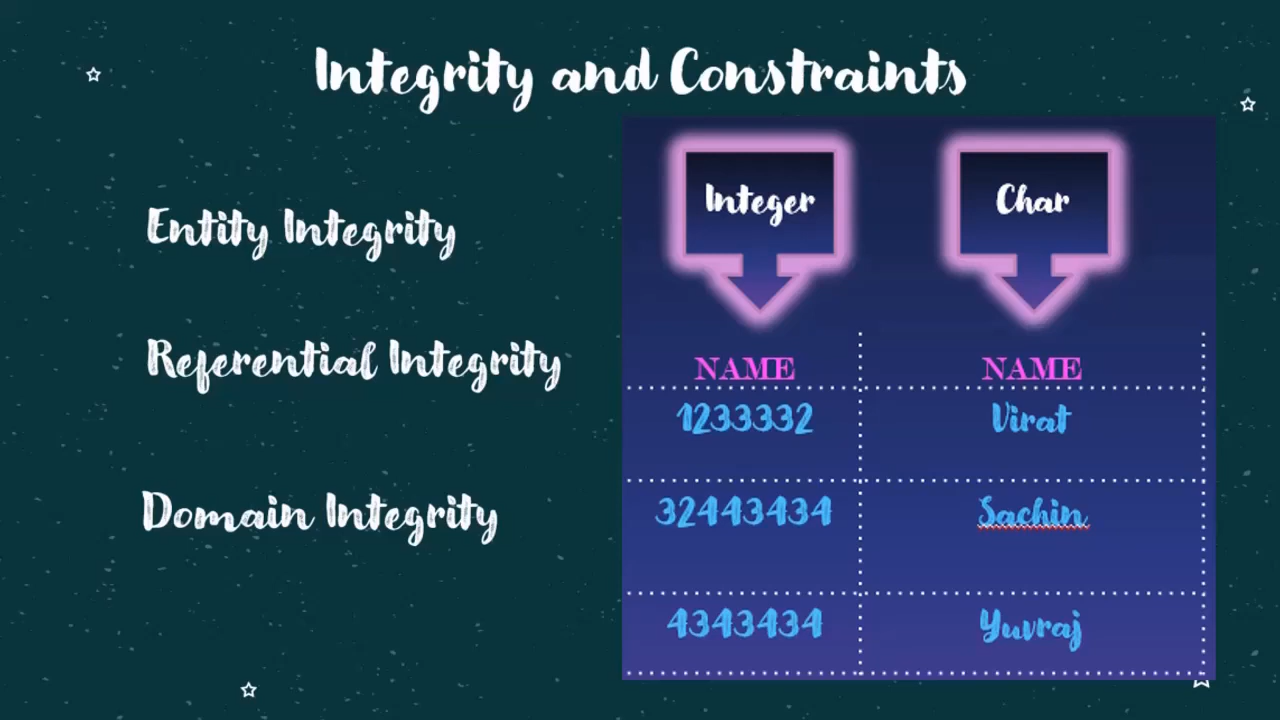 Integrity and Constraints
Entity Integrity
Referential Integrity
Domain Integrity
Integer Char
NAME NAME
1233332 Virat
32443434 Sachin
4343434 Yuvraj